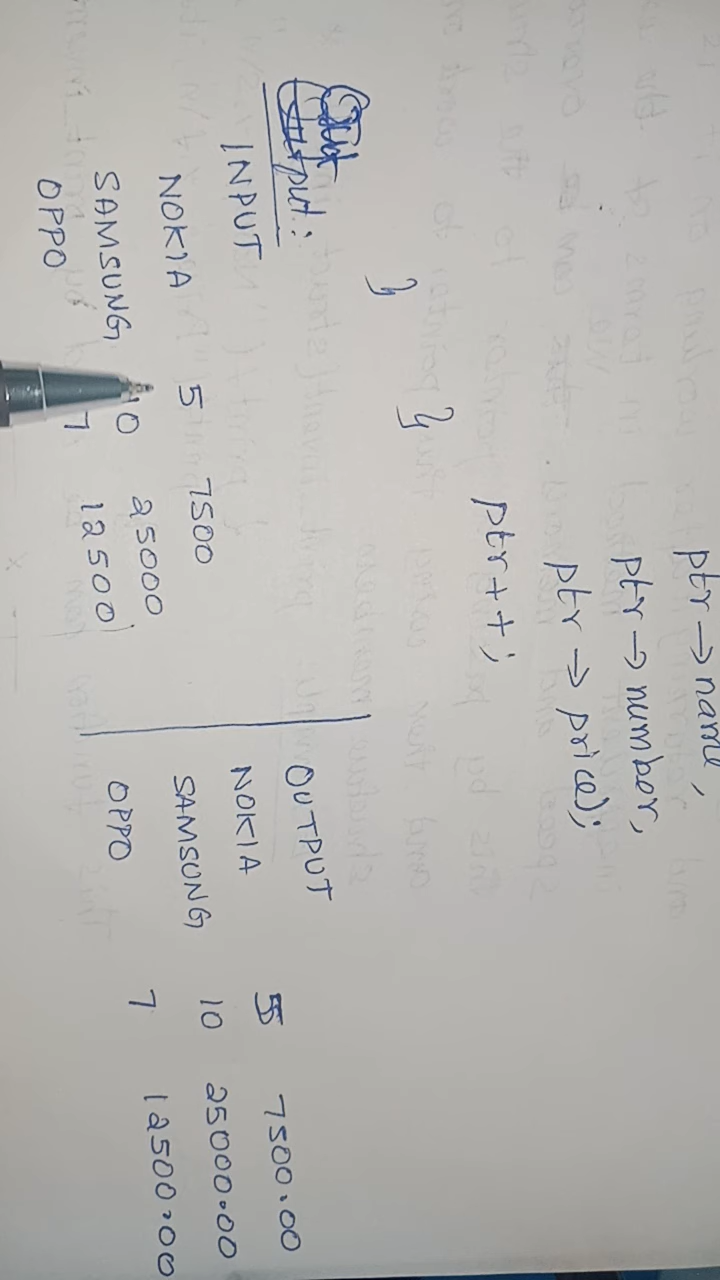 ptr → name,
ptr → number,
ptr → price);
ptr++;
}
}
Output:
INPUT
NOKIA 5 7500
SAMSUNG 10 25000
OPPO 7 12500
OUTPUT
NOKIA 5 7500.00
SAMSUNG 10 25000.00
OPPO 7 12500.00